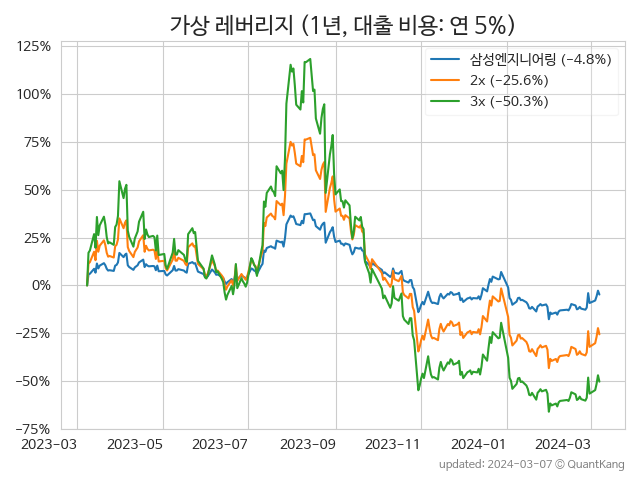 가상 레버리지 (1년, 대출 비용: 연 5%)
삼성엔지니어링 (−4.8%)
2x (−25.6%)
3x (−50.3%)
125%
100%
75%
50%
25%
0%
−25%
−50%
−75%
2023-03 2023-05 2023-07 2023-09 2023-11 2024-01 2024-03
updated: 2024-03-07 © QuantKang